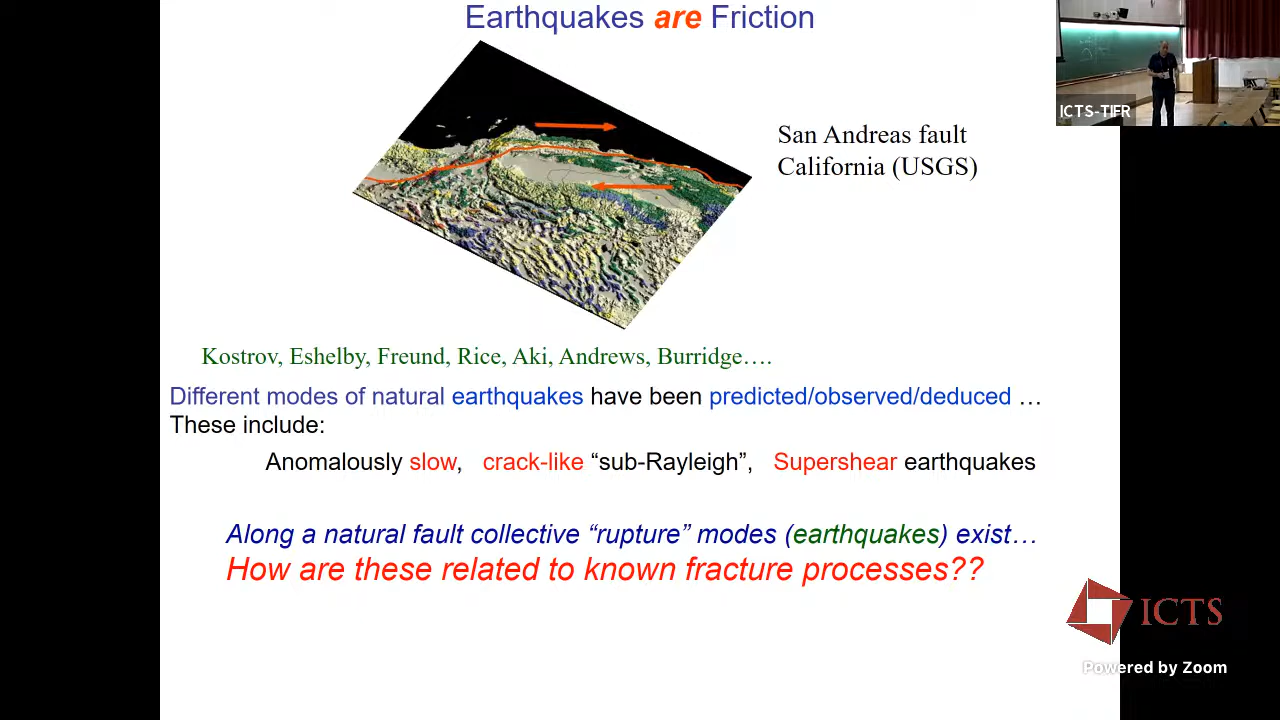 Earthquakes are Friction
ICTS-TIFR
San Andreas fault
California (USGS)
Kostrov, Eshelby, Freund, Rice, Aki, Andrews, Burridge….
Different modes of natural earthquakes have been predicted/observed/deduced …
These include:
Anomalously slow, crack-like “sub-Rayleigh”, Supershear earthquakes
Along a natural fault collective “rupture” modes (earthquakes) exist…
How are these related to known fracture processes??
ICTS
Powered by Zoom